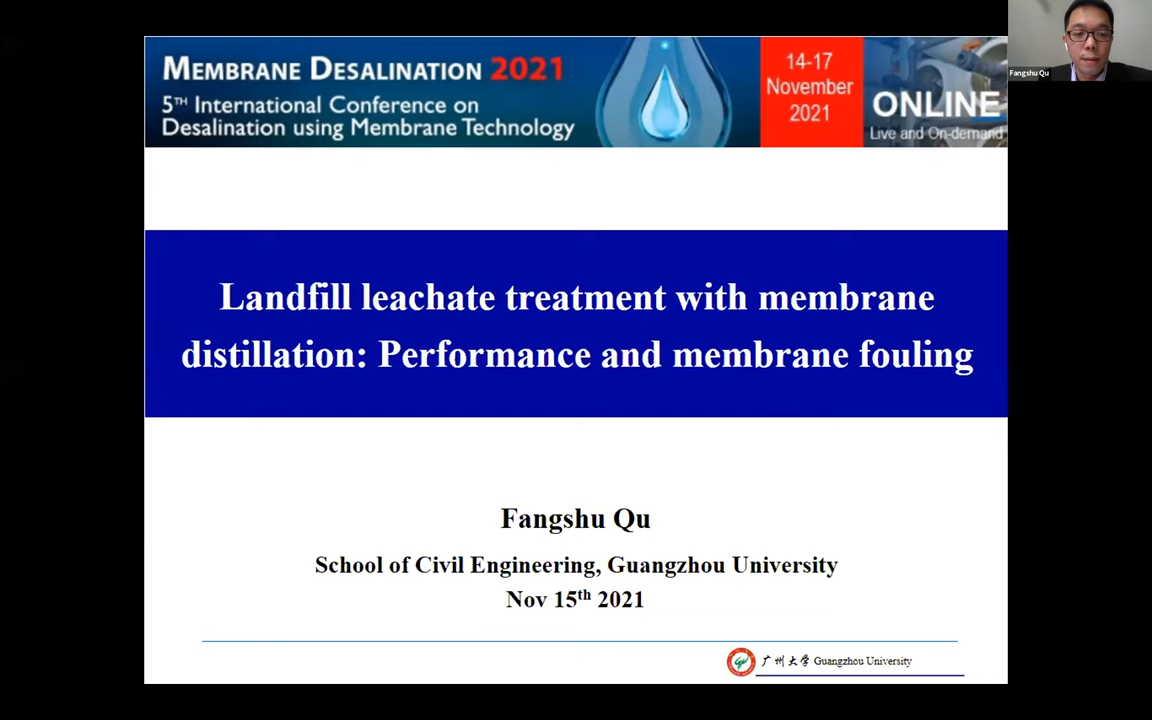 MEMBRANE DESALINATION 2021
5TH International Conference on
Desalination using Membrane Technology
14-17
November
2021
ONLINE
Live and On-demand
Fangshu Qu
Landfill leachate treatment with membrane
distillation: Performance and membrane fouling
Fangshu Qu
School of Civil Engineering, Guangzhou University
Nov 15th 2021
广州大学 Guangzhou University